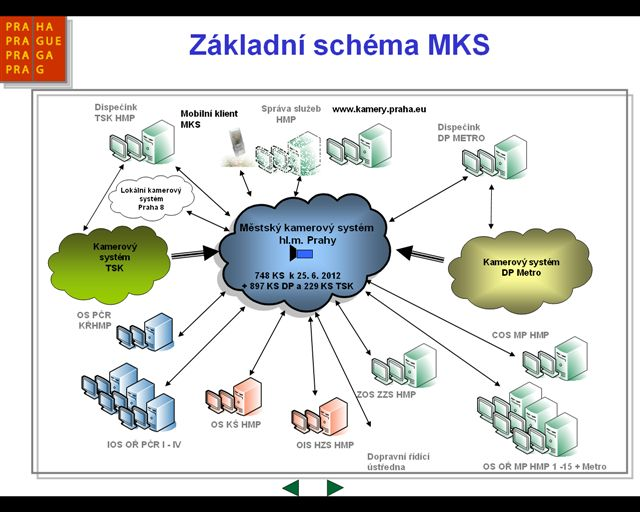 PRA HA
PRA GUE
PRA GA
PRA G
Základní schéma MKS
Dispečink
TSK HMP
Mobilní klient
MKS
Správa služeb
HMP
www.kamery.praha.eu
Dispečink
DP METRO
Lokální kamerový
systém
Praha 8
Kamerový
systém
TSK
Městský kamerový systém
hl.m. Prahy
748 KS k 25. 6. 2012
+ 897 KS DP a 229 KS TSK
Kamerový systém
DP Metro
OS PČR
KŘHMP
COS MP HMP
IOS OŘ PČR I - IV
OS KŠ HMP
OIS HZS HMP
ZOS ZZS HMP
Dopravní řídící
ústředna
OS OŘ MP HMP 1 -15 + Metro